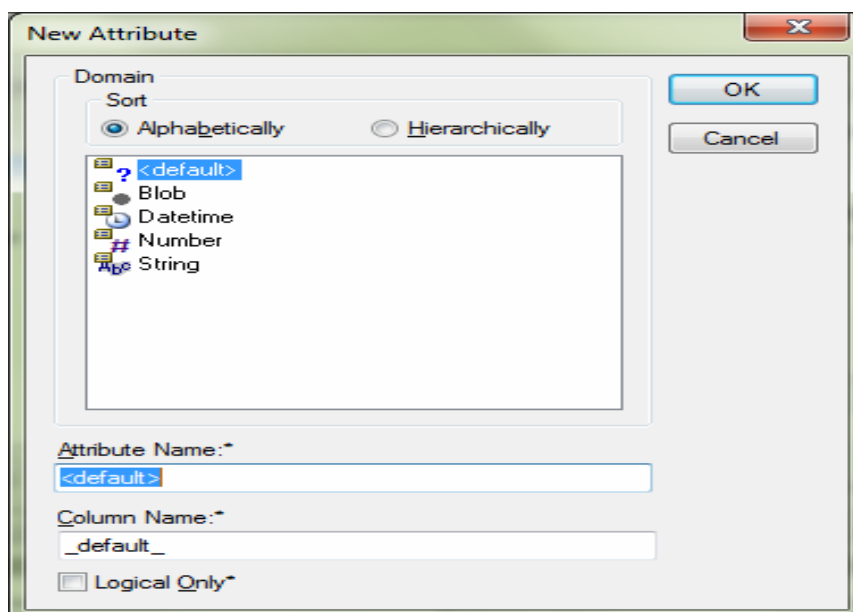 New Attribute
Domain
Sort
Alphabetically
Hierarchically
<default>
Blob
Datetime
Number
String
OK
Cancel
Attribute Name:*
<default>
Column Name:*
_default_
Logical Only*